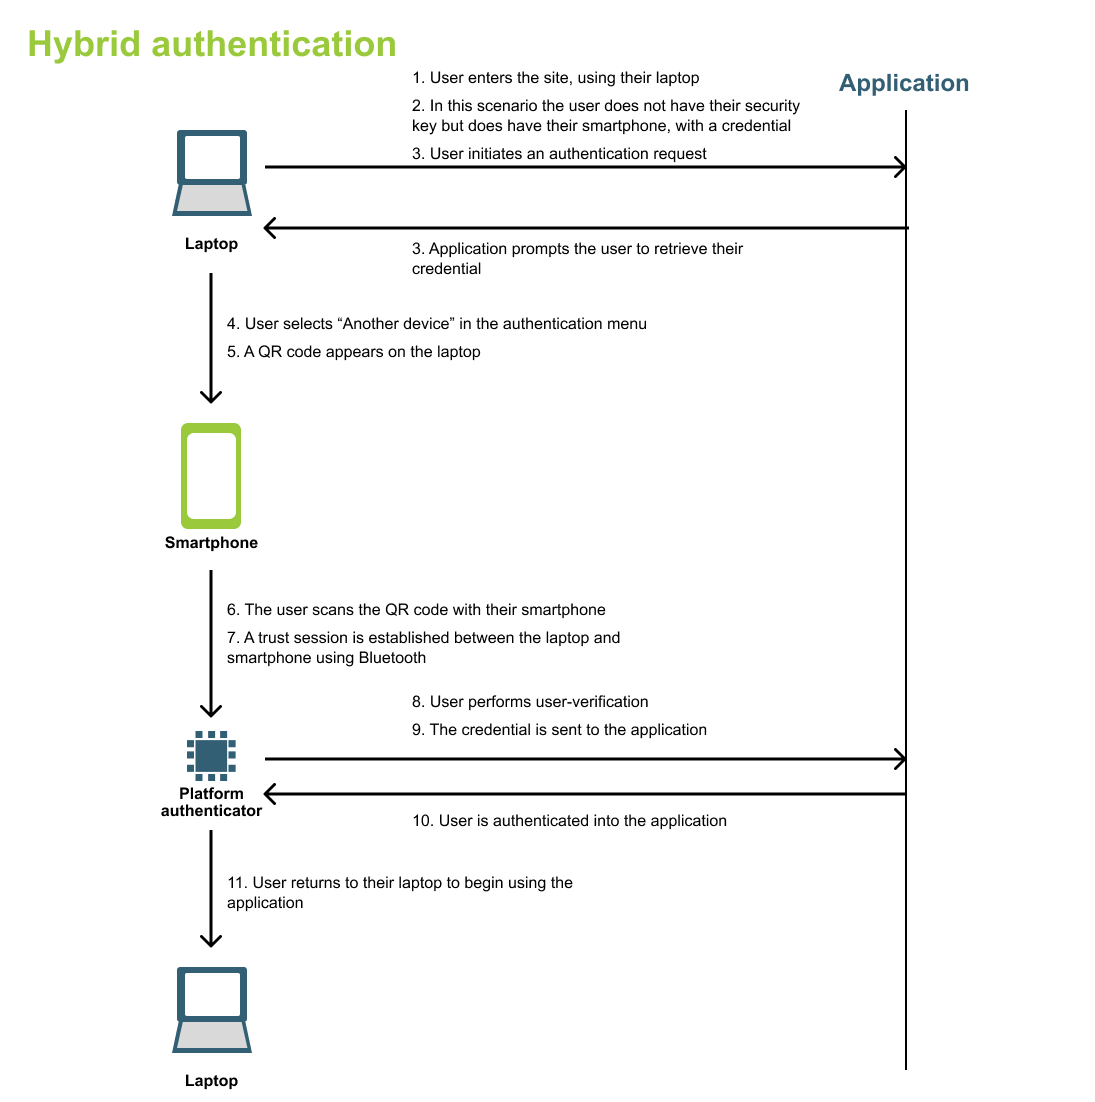 Hybrid authentication
1. User enters the site, using their laptop
Application
2. In this scenario the user does not have their security
key but does have their smartphone, with a credential
3. User initiates an authentication request
Laptop
3. Application prompts the user to retrieve their
credential
4. User selects “Another device” in the authentication menu
5. A QR code appears on the laptop
Smartphone
6. The user scans the QR code with their smartphone
7. A trust session is established between the laptop and
smartphone using Bluetooth
8. User performs user-verification
9. The credential is sent to the application
Platform
authenticator
10. User is authenticated into the application
11. User returns to their laptop to begin using the
application
Laptop